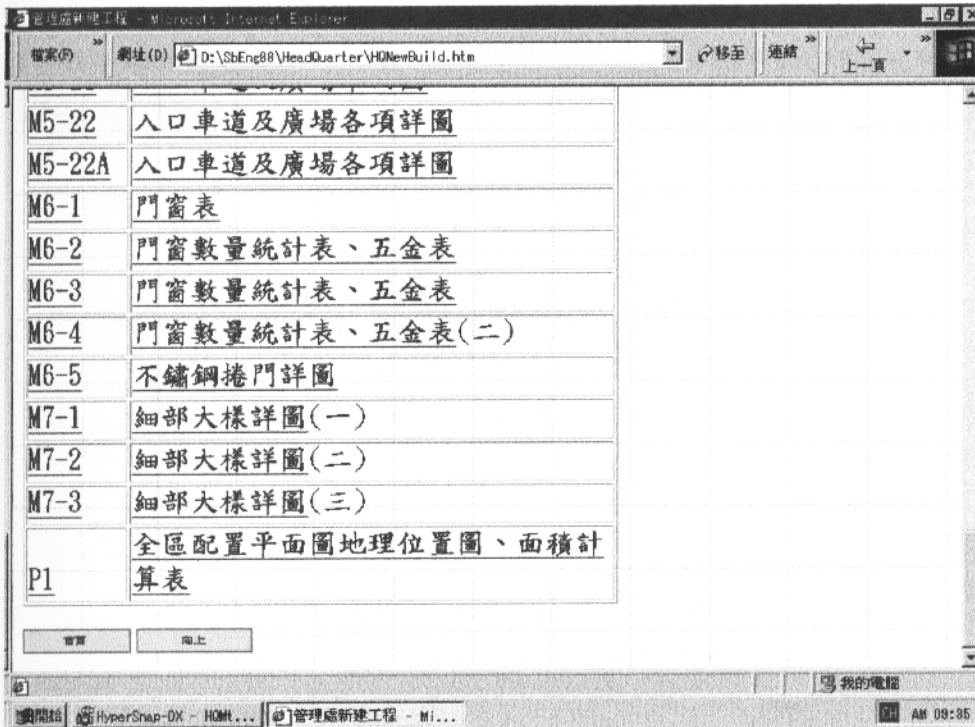 管理處新建工程 - Microsoft Internet Explorer
檔案(F) » 網址(D) D:\SbEng88\HeadQuarter\HQNewBuild.htm 移至 連結 » 上一頁 »
M5-22 入口車道及廣場各項詳圖
M5-22A 入口車道及廣場各項詳圖
M6-1 門窗表
M6-2 門窗數量統計表、五金表
M6-3 門窗數量統計表、五金表
M6-4 門窗數量統計表、五金表(二)
M6-5 不鏽鋼捲門詳圖
M7-1 細部大樣詳圖(一)
M7-2 細部大樣詳圖(二)
M7-3 細部大樣詳圖(三)
全區配置平面圖地理位置圖、面積計
P1 算表
首頁 向上
我的電腦
開始 HyperSnap-DX - HQMt... 管理處新建工程 - Mi... CH AM 09:35